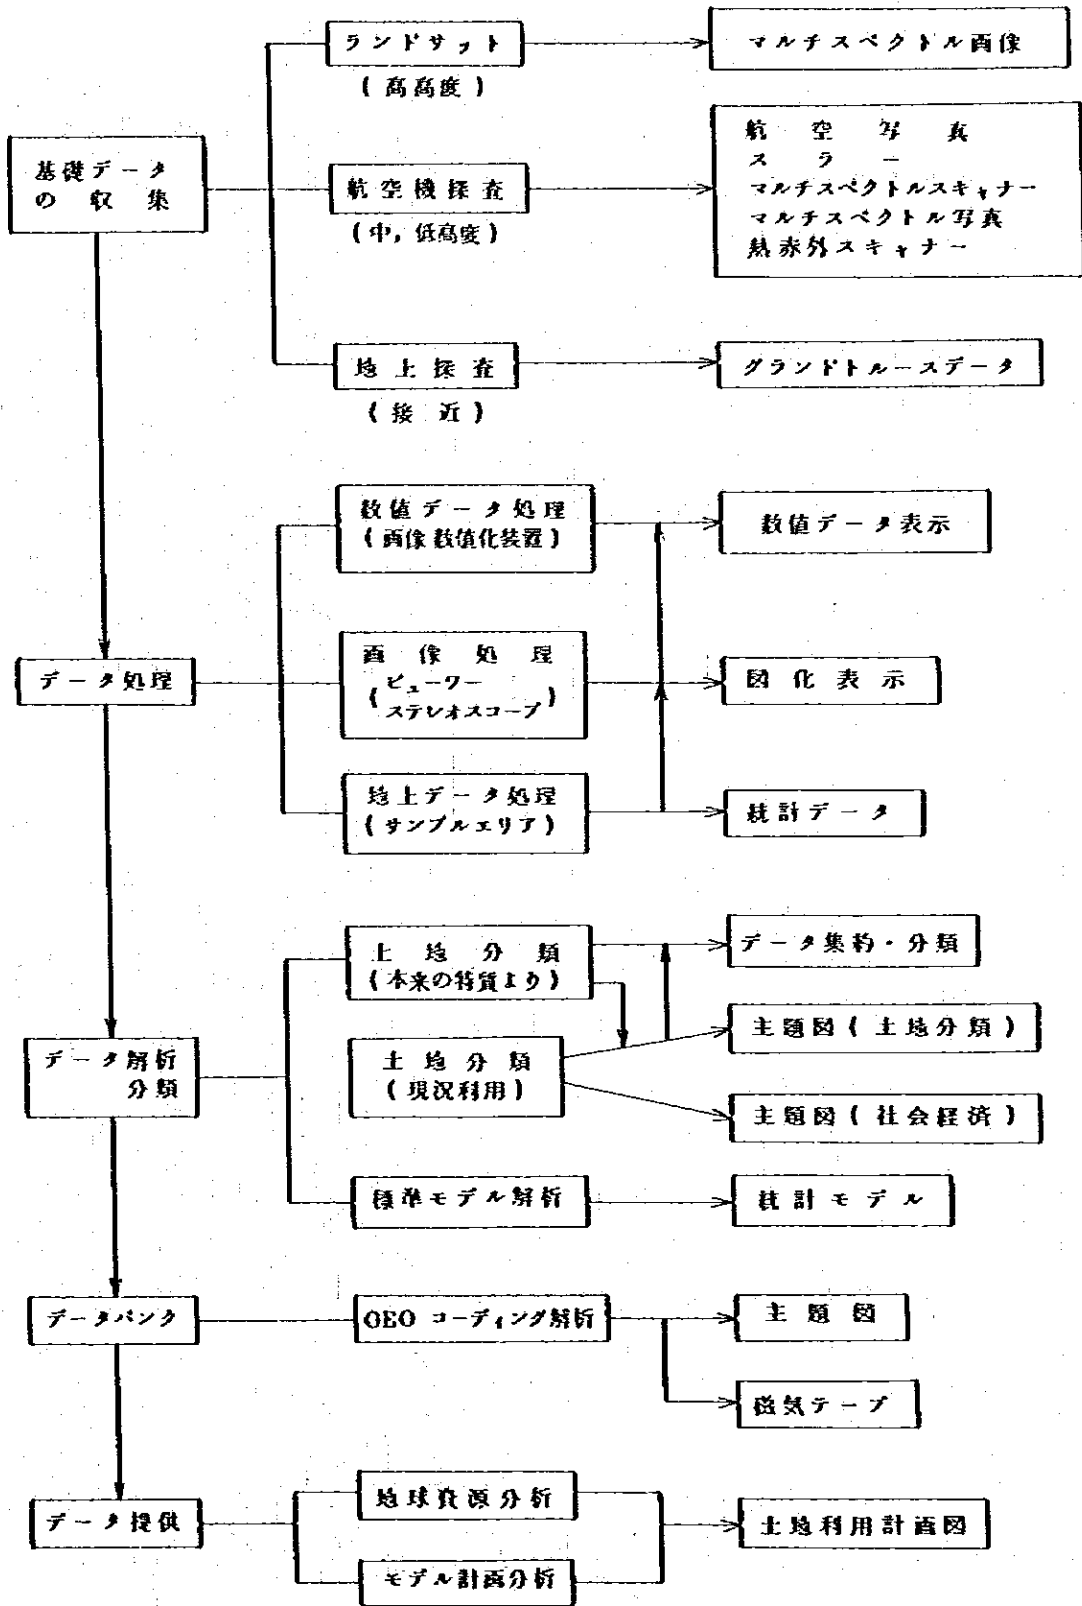 ランドサット
(高高度)
マルチスペクトル画像
基礎データ
の収集
航空機探査
(中,低高度)
航空写真
スラー
マルチスペクトルスキャナー
マルチスペクトル写真
熱赤外スキャナー
地上探査
(接近)
グランドトルースデータ
データ処理
数値データ処理
(画像数値化装置)
数値データ表示
画像処理
(ビューワー
ステレオスコープ)
図化表示
地上データ処理
(サンプルエリア)
統計データ
データ解析
分類
土地分類
(本来の特質より)
データ集約・分類
土地分類
(現況利用)
主題図(土地分類)
主題図(社会経済)
標準モデル解析
統計モデル
データバンク
OEO コーディング解析
主題図
磁気テープ
データ提供
地球資源分析
モデル計画分析
土地利用計画図